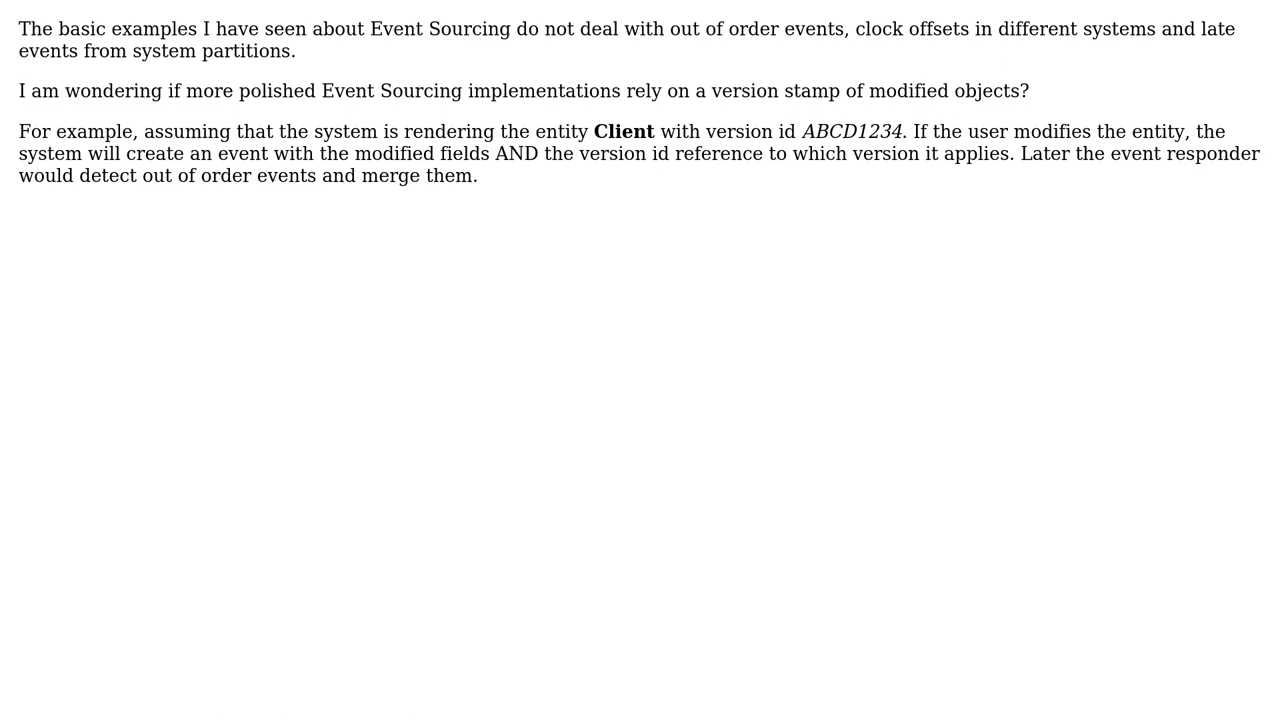 The basic examples I have seen about Event Sourcing do not deal with out of order events, clock offsets in different systems and late
events from system partitions.
I am wondering if more polished Event Sourcing implementations rely on a version stamp of modified objects?
For example, assuming that the system is rendering the entity Client with version id ABCD1234. If the user modifies the entity, the
system will create an event with the modified fields AND the version id reference to which version it applies. Later the event responder
would detect out of order events and merge them.